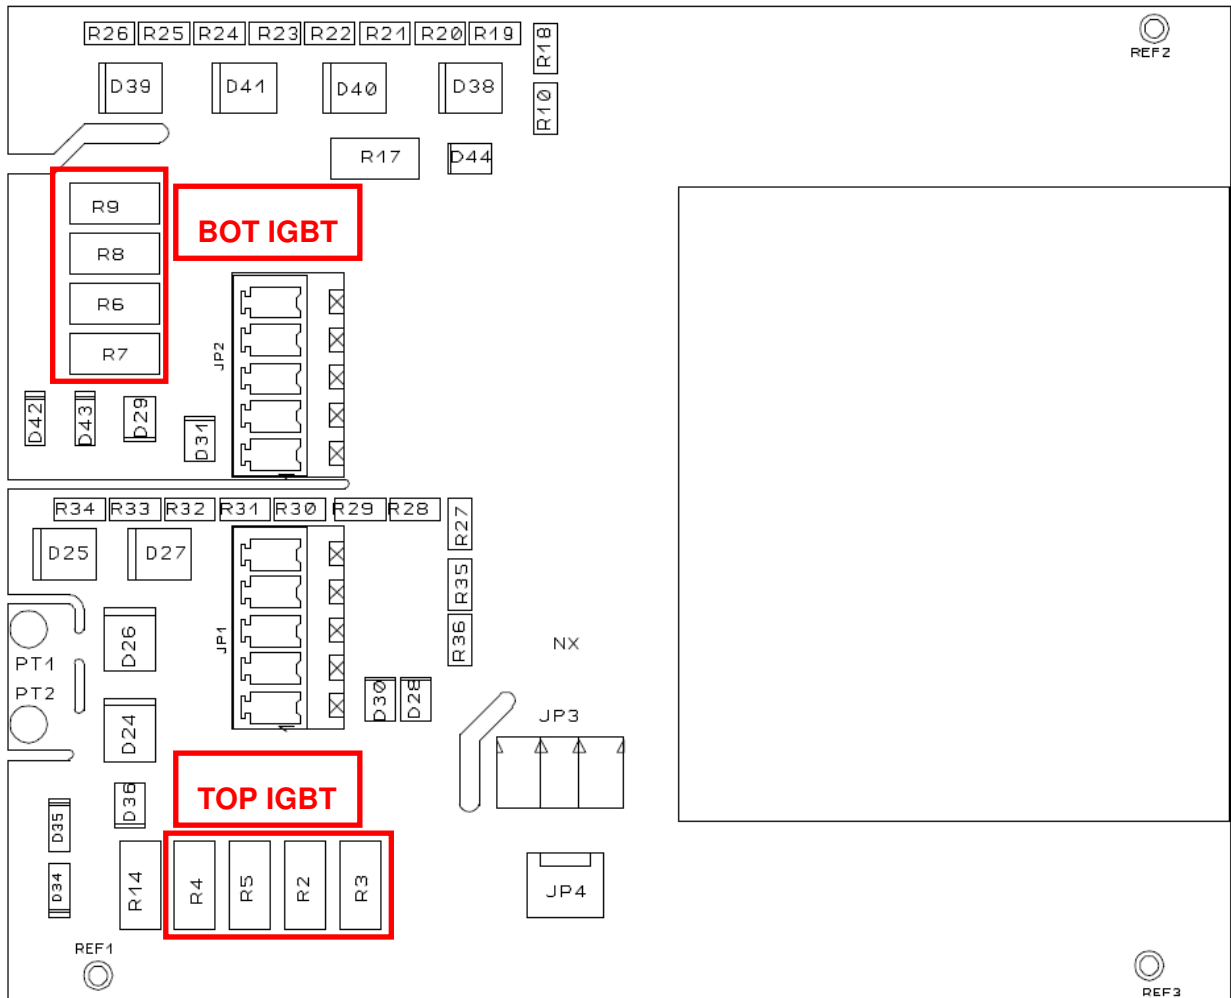 R26 R25 R24 R23 R22 R21 R20 R19
R18
REF2
D39 D41 D40 D38
R10
R17 D44
R9
BOT IGBT
R8
R6
R7
JP2
D42 D43 D29 D31
R34 R33 R32 R31 R30 R29 R28
R27
D25 D27
R35
JP1
R36
D26
NX
PT1
PT2
D30 D28
D24
JP3
TOP IGBT
D36
D35
D34
R14 R4 R5 R2 R3
JP4
REF1
REF3